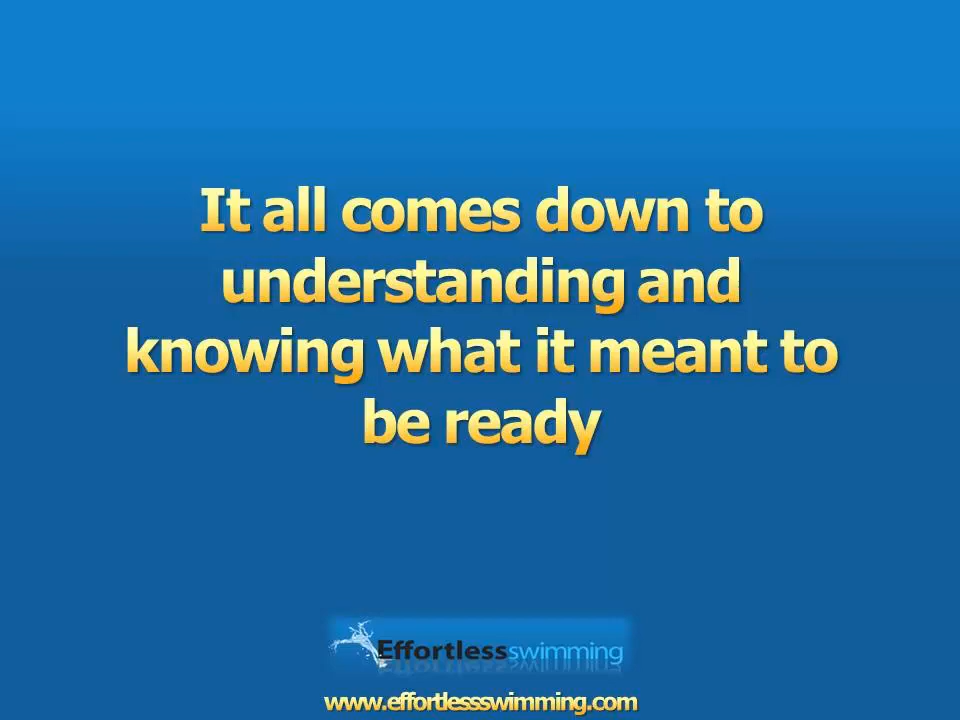 It all comes down to
understanding and
knowing what it meant to
be ready
Effortlessswimming
www.effortlessswimming.com